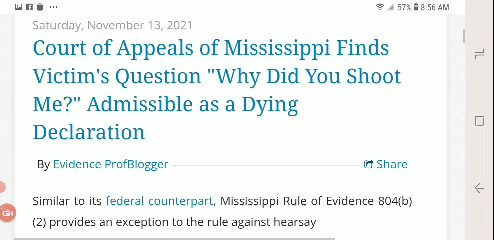 57% 8:56 AM
Saturday, November 13, 2021
Court of Appeals of Mississippi Finds
Victim's Question "Why Did You Shoot
Me?" Admissible as a Dying
Declaration
By Evidence ProfBlogger
Share
Similar to its federal counterpart, Mississippi Rule of Evidence 804(b)
(2) provides an exception to the rule against hearsay